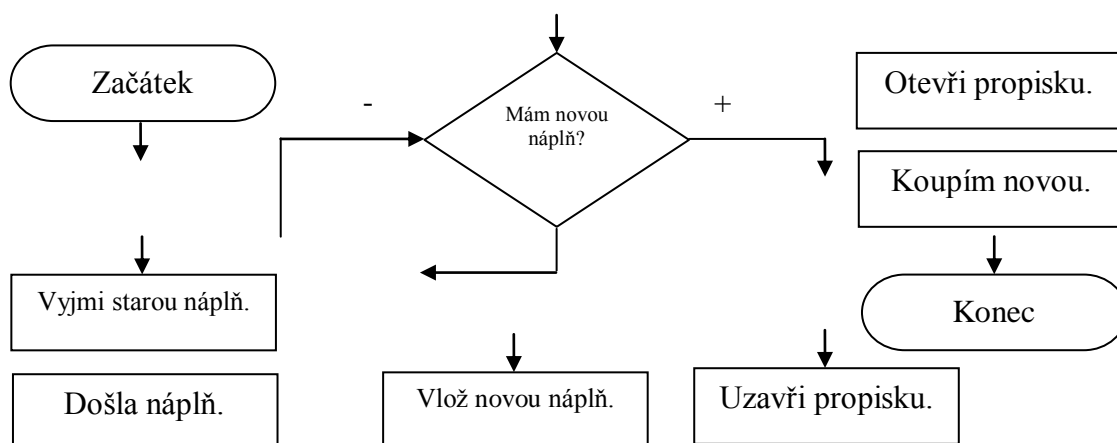 Začátek
-
Mám novou
náplň?
+
Otevři propisku.
Koupím novou.
Vyjmi starou náplň.
Konec
Došla náplň.
Vlož novou náplň.
Uzavři propisku.